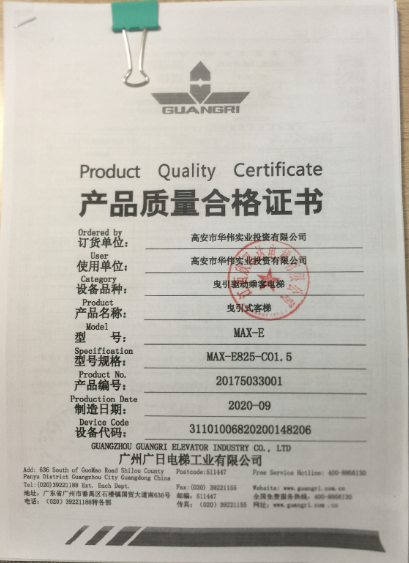 GUANGRI
Product Quality Certificate
产品质量合格证书
Ordered by
订货单位: 高安市华伟实业投资有限公司
User
使用单位: 高安市华伟实业投资有限公司
Category
设备品种: 曳引驱动乘客电梯
Product
产品名称: 曳引式客梯
Model
型 号: MAX-E
Specification
型号规格: MAX-E825-CO1.5
Product No.
产品编号: 20175033001
Production Date
制造日期: 2020-09
Device Code
设备代码: 31101006820200148206
GUANGZHOU GUANGRI ELEVATOR INDUSTRY CO., LTD
广州广日电梯工业有限公司
Add: 636 South of GuoMao Road Shilou County Postcode:511447 Free Service Hotline: 400-8868130
Panyu District Guangzhou City Guangdong China
Tel:(020)39221188 Ext. Exch Dept. Fax:(020) 39221155 Website: www.guangri.com.cn
地址: 广东省广州市番禺区石楼镇国贸大道南636号 邮编: 511447 全国免费服务热线: 400-8868130
电话: (020) 39221188转各部 传真: (020) 39221155 网址: www.guangri.com.cn